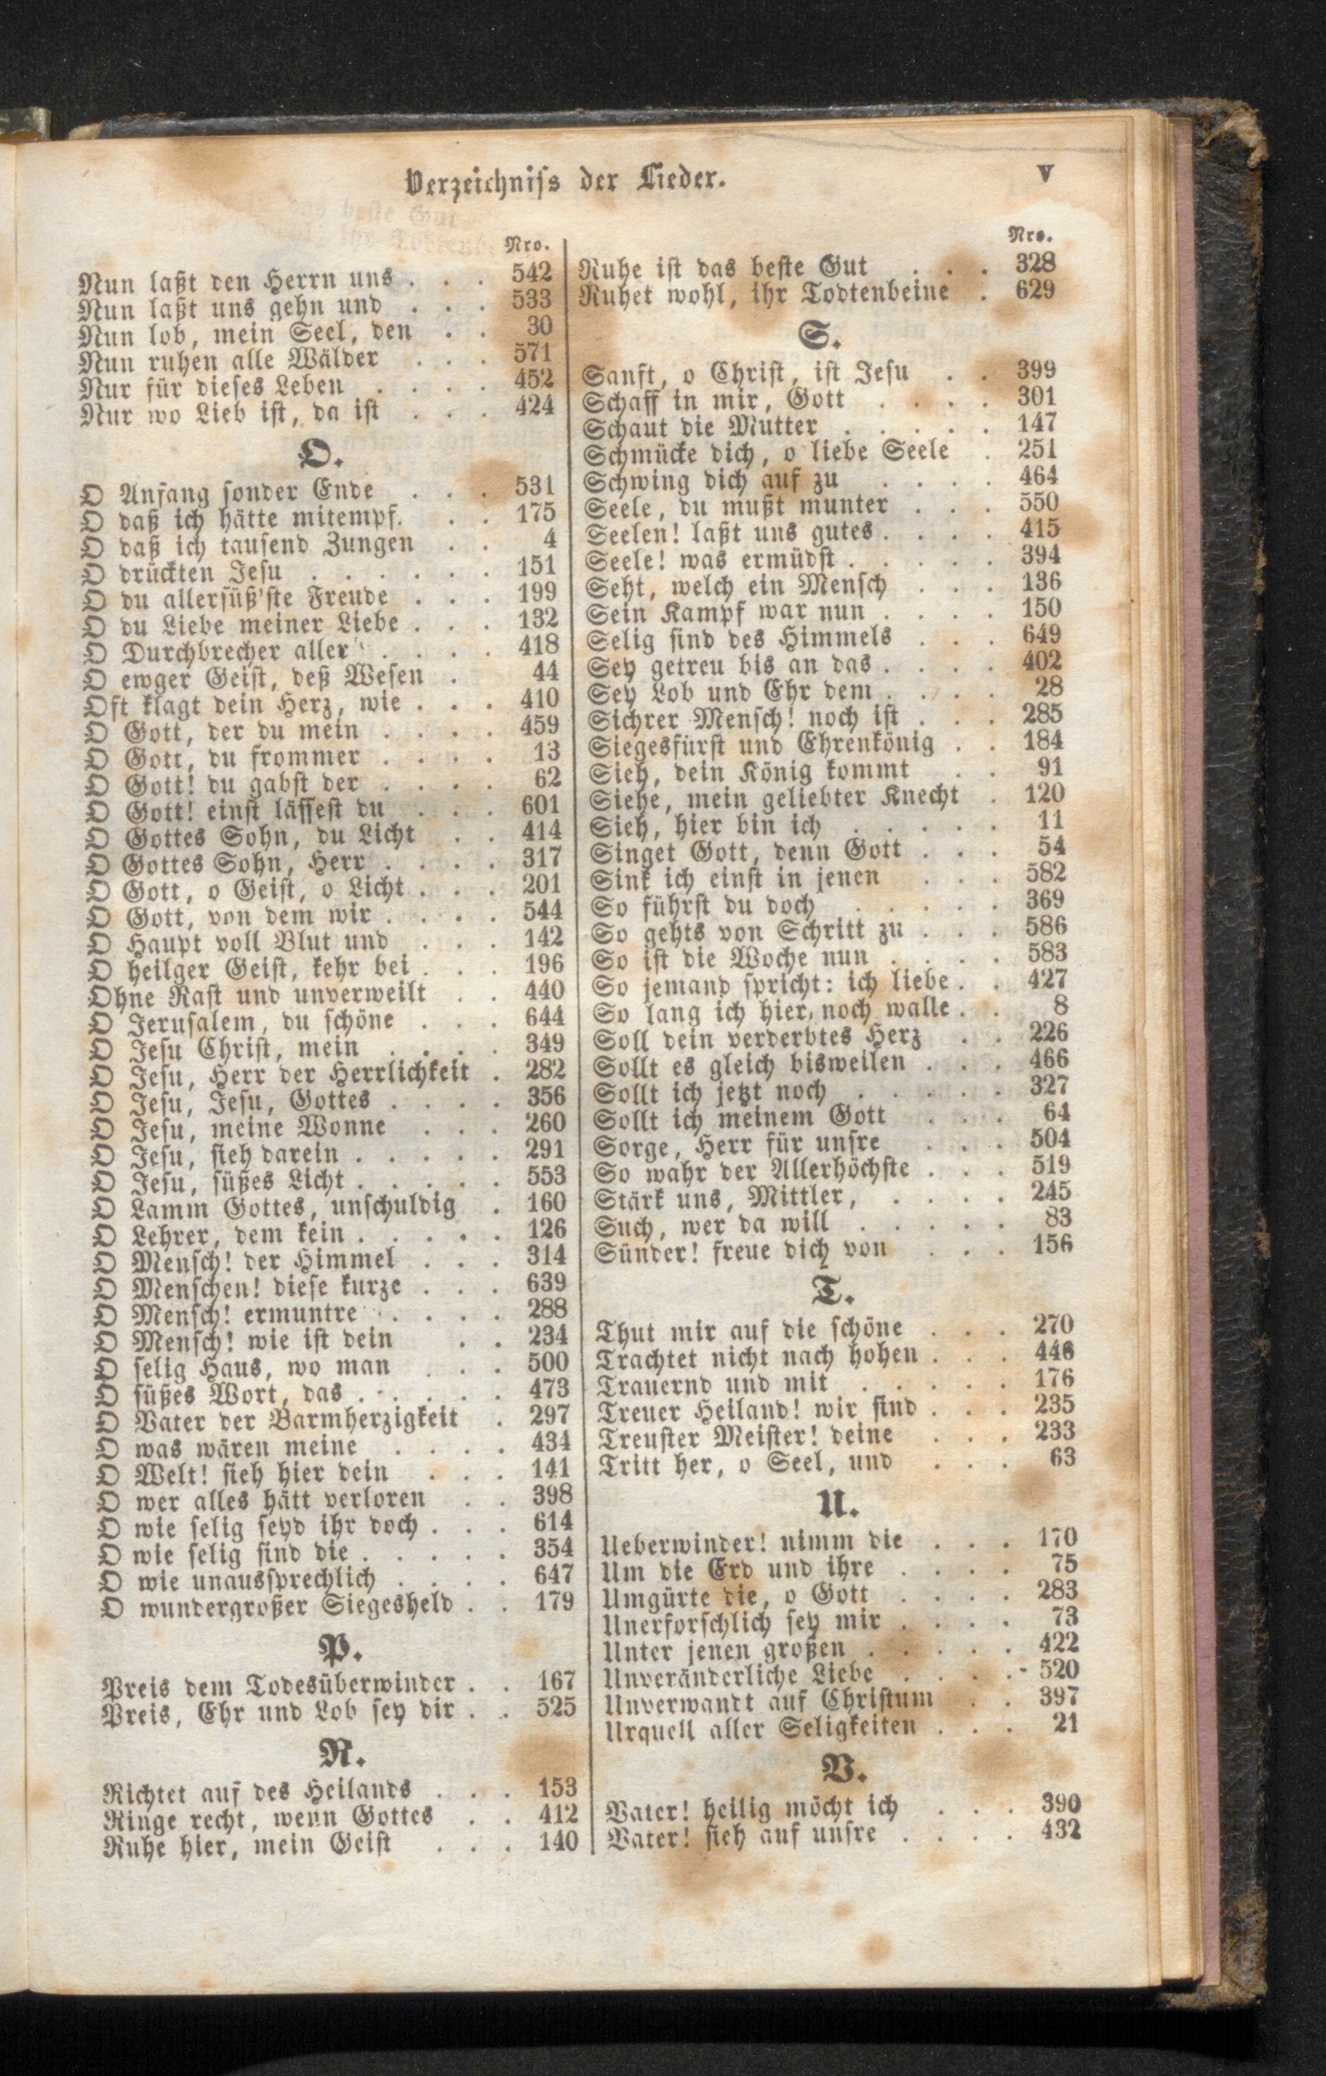 Verzeichniss der Lieder. V
Nro.
Nun laßt den Herrn uns . . . 542
Nun laßt uns gehn und . . . 533
Nun lob, mein Seel, den . . 30
Nun ruhen alle Wälder . . . 571
Nur für dieses Leben . . . . 452
Nur wo Lieb ist, da ist . . . 424
O.
O Anfang sonder Ende . . . 531
O daß ich hätte mitempf. . . 175
O daß ich tausend Zungen . . 4
O drückten Jesu . . . . . 151
O du allersüß'ste Freude . . . 199
O du Liebe meiner Liebe . . . 132
O Durchbrecher aller . . . . 418
O ewger Geist, deß Wesen . 44
Oft klagt dein Herz, wie . . . 410
O Gott, der du mein . . . . 459
O Gott, du frommer . . . . 13
O Gott! du gabst der . . . . 62
O Gott! einst lässest du . . . 601
O Gottes Sohn, du Licht . . 414
O Gottes Sohn, Herr . . . . 317
O Gott, o Geist, o Licht . . . 201
O Gott, von dem wir . . . . 544
O Haupt voll Blut und . . . 142
O heilger Geist, kehr bei . . . 196
Ohne Rast und unverweilt . . 440
O Jerusalem, du schöne . . . 644
O Jesu Christ, mein . . . . 349
O Jesu, Herr der Herrlichkeit . 282
O Jesu, Jesu, Gottes . . . . 356
O Jesu, meine Wonne . . . 260
O Jesu, sieh darein . . . . . 291
O Jesu, süßes Licht . . . . . 553
O Lamm Gottes, unschuldig . 160
O Lehrer, dem kein . . . . . 126
O Mensch! der Himmel . . . 314
O Menschen! diese kurze . . . 639
O Mensch! ermuntre . . . . 288
O Mensch! wie ist dein . . 234
O selig Haus, wo man . . . 500
O süßes Wort, das . . . . . 473
O Vater der Barmherzigkeit . 297
O was wären meine . . . . 434
O Welt! sieh hier dein . . . 141
O wer alles hätt verloren . . 398
O wie selig seyd ihr doch . . . 614
O wie selig sind die . . . . . 354
O wie unaussprechlich . . . . 647
O wundergroßer Siegesheld . . 179
P.
Preis dem Todesüberwinder . . 167
Preis, Ehr und Lob sey dir . . 525
R.
Richtet auf des Heilands . . . 153
Ringe recht, wenn Gottes . . 412
Ruhe hier, mein Geist . . . 140
Nro.
Ruhe ist das beste Gut . . . 328
Ruhet wohl, ihr Todtenbeine . 629
S.
Sanft, o Christ, ist Jesu . . 399
Schaff in mir, Gott . . . . 301
Schaut die Mutter . . . . . 147
Schmücke dich, o liebe Seele . 251
Schwing dich auf zu . . . . 464
Seele, du mußt munter . . . 550
Seelen! laßt uns gutes . . . . 415
Seele! was ermüdst . . . . . 394
Seht, welch ein Mensch . . . 136
Sein Kampf war nun . . . . 150
Selig sind des Himmels . . . 649
Sey getreu bis an das . . . . 402
Sey Lob und Ehr dem . . . . 28
Sichrer Mensch! noch ist . . . 285
Siegesfürst und Ehrenkönig . . 184
Sieh, dein König kommt . . 91
Siehe, mein geliebter Knecht . 120
Sieh, hier bin ich . . . . . 11
Singet Gott, denn Gott . . . 54
Sink ich einst in jenen . . . 582
So führst du doch . . . . . 369
So gehts von Schritt zu . . . 586
So ist die Woche nun . . . . 583
So jemand spricht: ich liebe . . 427
So lang ich hier noch walle . . 8
Soll dein verderbtes Herz . . 226
Sollt es gleich bisweilen . . . 466
Sollt ich jetzt noch . . . . . 327
Sollt ich meinem Gott . . . 64
Sorge, Herr für unsre . . . 504
So wahr der Allerhöchste . . . 519
Stärk uns, Mittler, . . . . 245
Such, wer da will . . . . . 83
Sünder! freue dich von . . . 156
T.
Thut mir auf die schöne . . . 270
Trachtet nicht nach hohen . . . 446
Trauernd und mit . . . . . 176
Treuer Heiland! wir sind . . . 235
Treuster Meister! deine . . . 233
Tritt her, o Seel, und . . . 63
U.
Ueberwinder! nimm die . . . 170
Um die Erd und ihre . . . . 75
Umgürte die, o Gott . . . . 283
Unerforschlich sey mir . . . . 73
Unter jenen großen . . . . . 422
Unveränderliche Liebe . . . . 520
Unverwandt auf Christum . . 397
Urquell aller Seligkeiten . . . 21
V.
Vater! heilig möcht ich . . . 390
Vater! sieh auf unsre . . . . 432